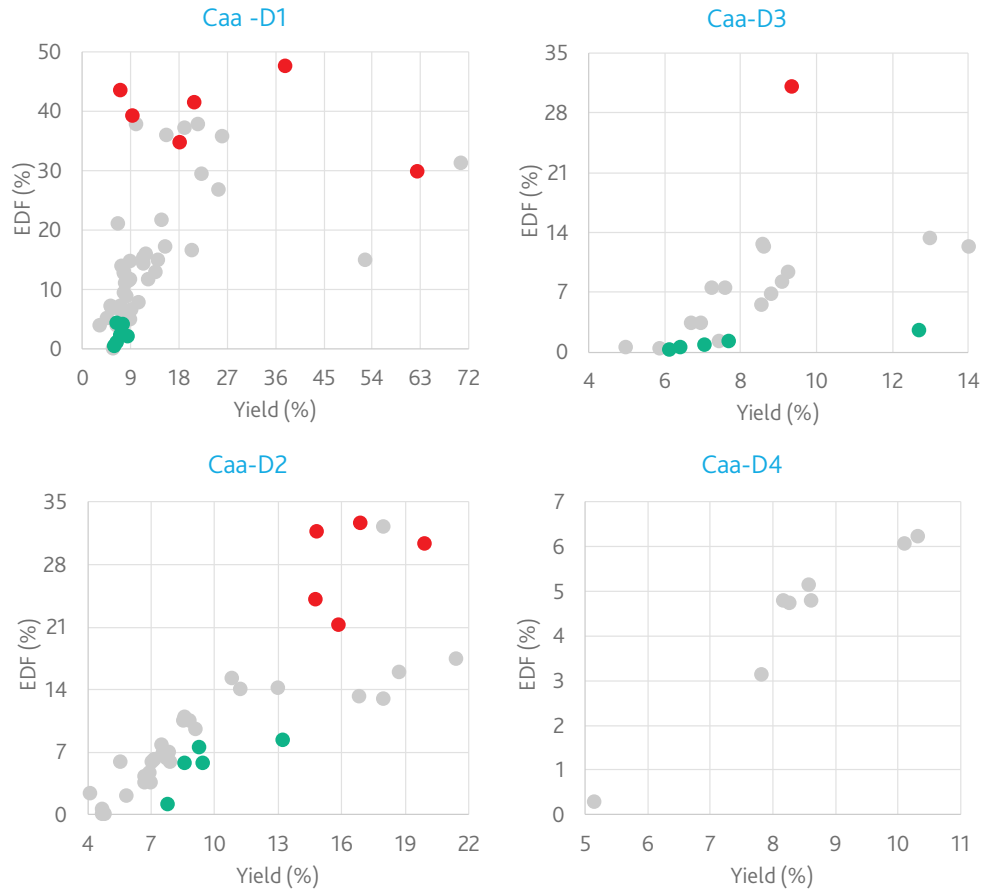 Caa -D1
50
40
30
20
10
0
EDF (%)
0 9 18 27 36 45 54 63 72
Yield (%)
Caa-D3
35
28
21
14
7
0
EDF (%)
4 6 8 10 12 14
Yield (%)
Caa-D2
35
28
21
14
7
0
EDF (%)
4 7 10 13 16 19 22
Yield (%)
Caa-D4
7
6
5
4
3
2
1
0
EDF (%)
5 6 7 8 9 10 11
Yield (%)